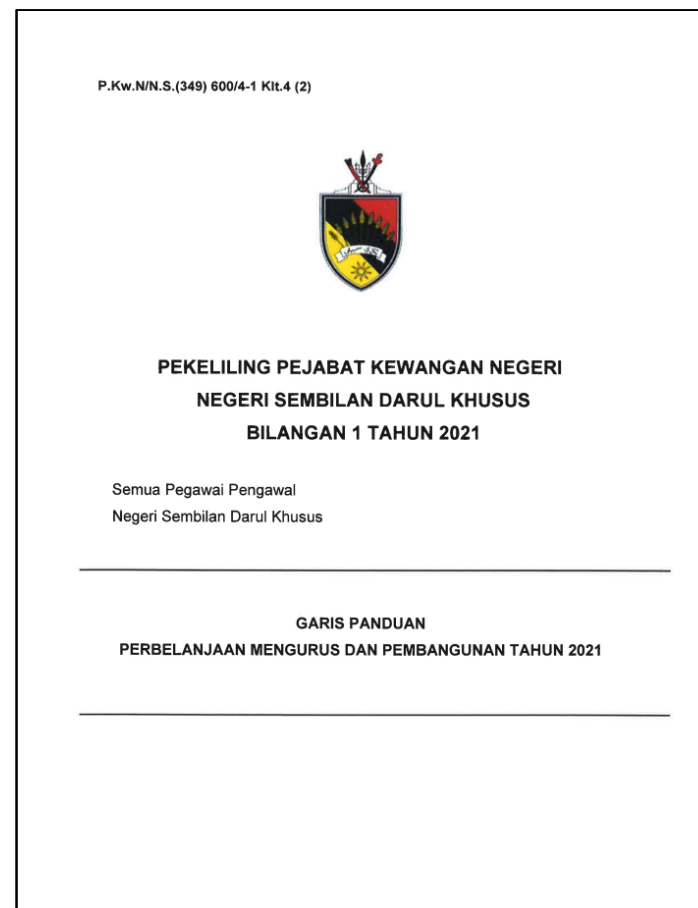 P.Kw.N/N.S.(349) 600/4-1 Klt.4 (2)
PEKELILING PEJABAT KEWANGAN NEGERI
NEGERI SEMBILAN DARUL KHUSUS
BILANGAN 1 TAHUN 2021
Semua Pegawai Pengawal
Negeri Sembilan Darul Khusus
GARIS PANDUAN
PERBELANJAAN MENGURUS DAN PEMBANGUNAN TAHUN 2021